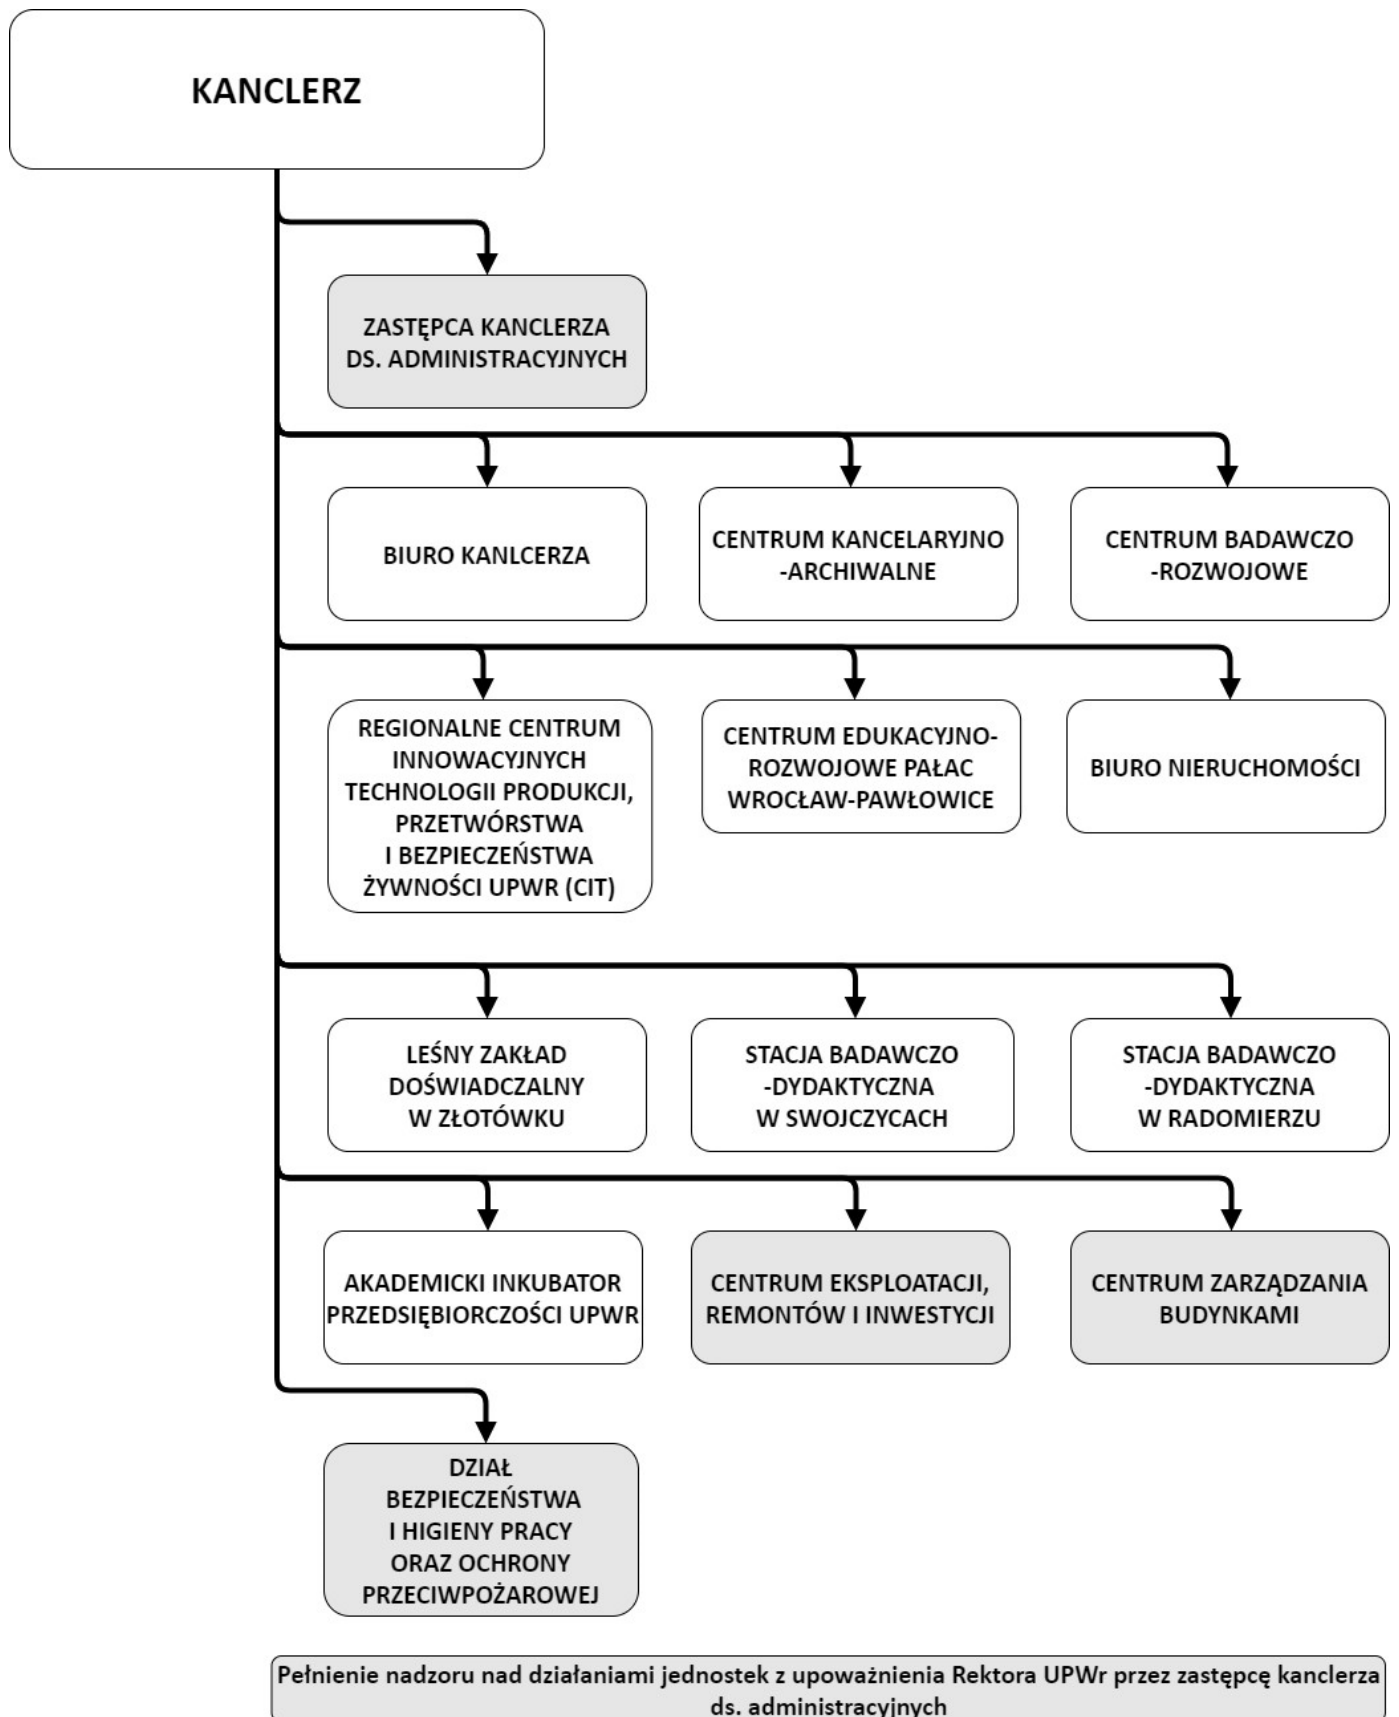 KANCLERZ
ZASTĘPCA KANCLERZA
DS. ADMINISTRACYJNYCH
BIURO KANLCERZA
CENTRUM KANCELARYJNO
-ARCHIWALNE
CENTRUM BADAWCZO
-ROZWOJOWE
REGIONALNE CENTRUM
INNOWACYJNYCH
TECHNOLOGII PRODUKCJI,
PRZETWÓRSTWA
I BEZPIECZEŃSTWA
ŻYWNOŚCI UPWR (CIT)
CENTRUM EDUKACYJNO-
ROZWOJOWE PAŁAC
WROCŁAW-PAWŁOWICE
BIURO NIERUCHOMOŚCI
LEŚNY ZAKŁAD
DOŚWIADCZALNY
W ZŁOTÓWKU
STACJA BADAWCZO
-DYDAKTYCZNA
W SWOJCZYCACH
STACJA BADAWCZO
-DYDAKTYCZNA
W RADOMIERZU
AKADEMICKI INKUBATOR
PRZEDSIĘBIORCZOŚCI UPWR
CENTRUM EKSPLOATACJI,
REMONTÓW I INWESTYCJI
CENTRUM ZARZĄDZANIA
BUDYNKAMI
DZIAŁ
BEZPIECZEŃSTWA
I HIGIENY PRACY
ORAZ OCHRONY
PRZECIWPOŻAROWEJ
Pełnienie nadzoru nad działaniami jednostek z upoważnienia Rektora UPWr przez zastępcę kanclerza
ds. administracyjnych